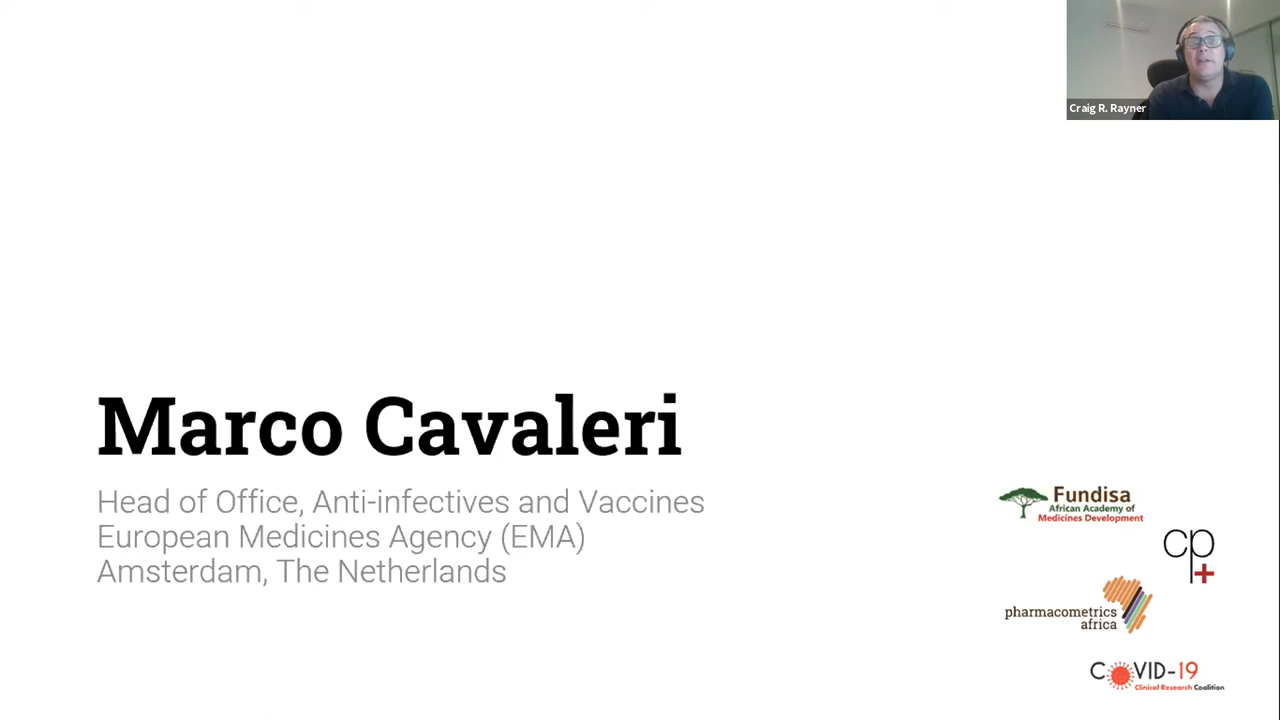 Craig R. Rayner
Marco Cavaleri
Head of Office, Anti-infectives and Vaccines
European Medicines Agency (EMA)
Amsterdam, The Netherlands
Fundisa
African Academy of
Medicines Development
cp+
pharmacometrics
africa
COVID-19
Clinical Research Coalition